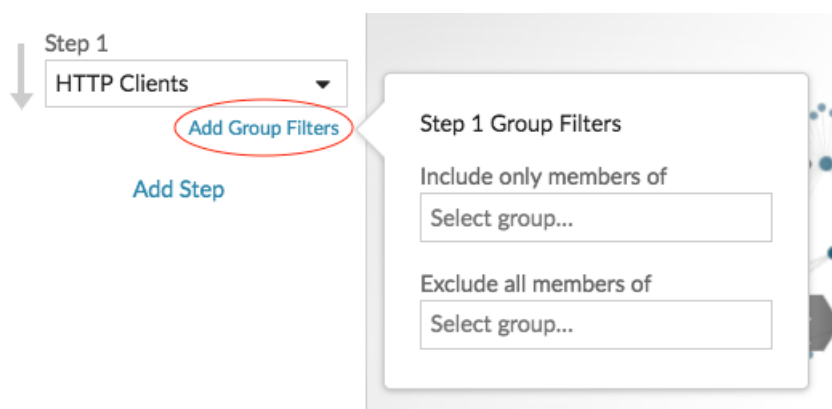 Step 1
HTTP Clients
Add Group Filters
Add Step
Step 1 Group Filters
Include only members of
Select group...
Exclude all members of
Select group...